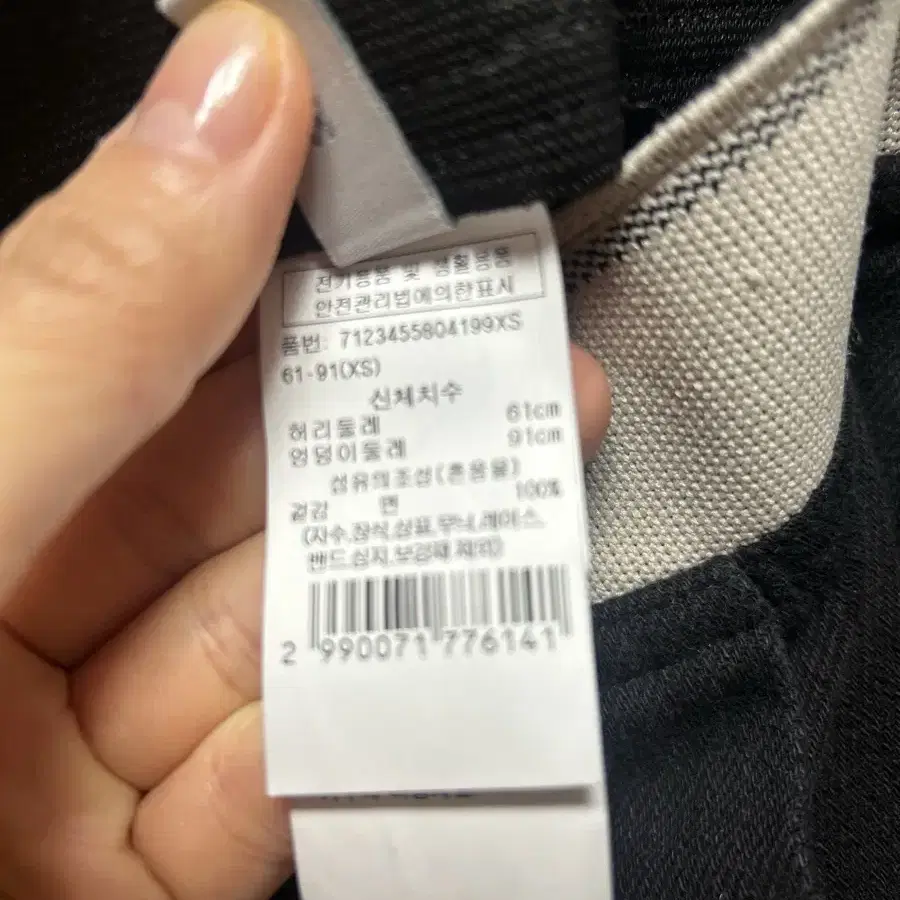 전기용품 및 생활용품
안전관리법에의한표시
품번: 7123455804199XS
61-91(XS)
신체치수
허리둘레 61cm
엉덩이둘레 91cm
섬유의조성(혼용율)
겉감 면 100%
(자수,장식,상표,무늬,레이스,
밴드,심지,보강재 제외)
2 990071 776141